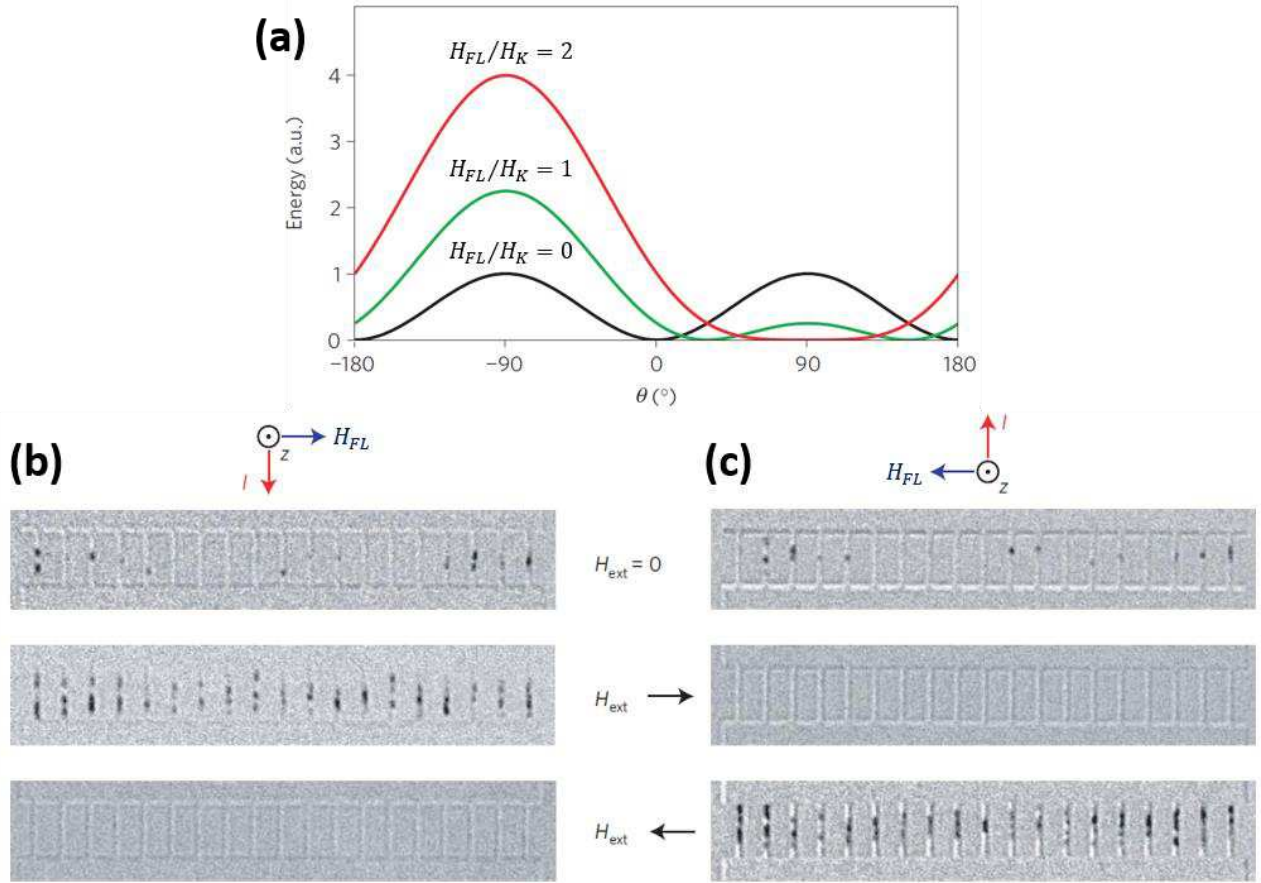 (a)
H_FL/H_K = 2
4
3
H_FL/H_K = 1
2
H_FL/H_K = 0
1
0
Energy (a.u.)
−180 −90 0 90 180
θ (°)
(b)
H_FL
z
I
(c)
I
H_FL
z
H_ext = 0
H_ext
H_ext